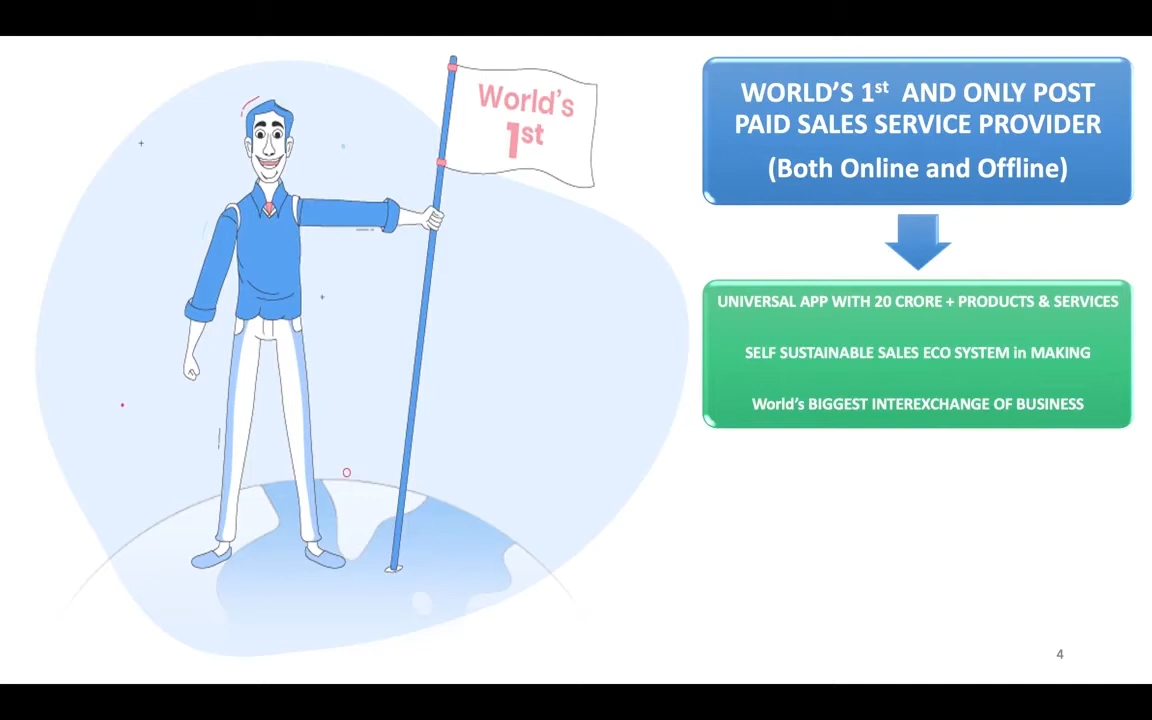 World's
1st
WORLD'S 1st AND ONLY POST
PAID SALES SERVICE PROVIDER
(Both Online and Offline)
UNIVERSAL APP WITH 20 CRORE + PRODUCTS & SERVICES
SELF SUSTAINABLE SALES ECO SYSTEM in MAKING
World's BIGGEST INTEREXCHANGE OF BUSINESS
4